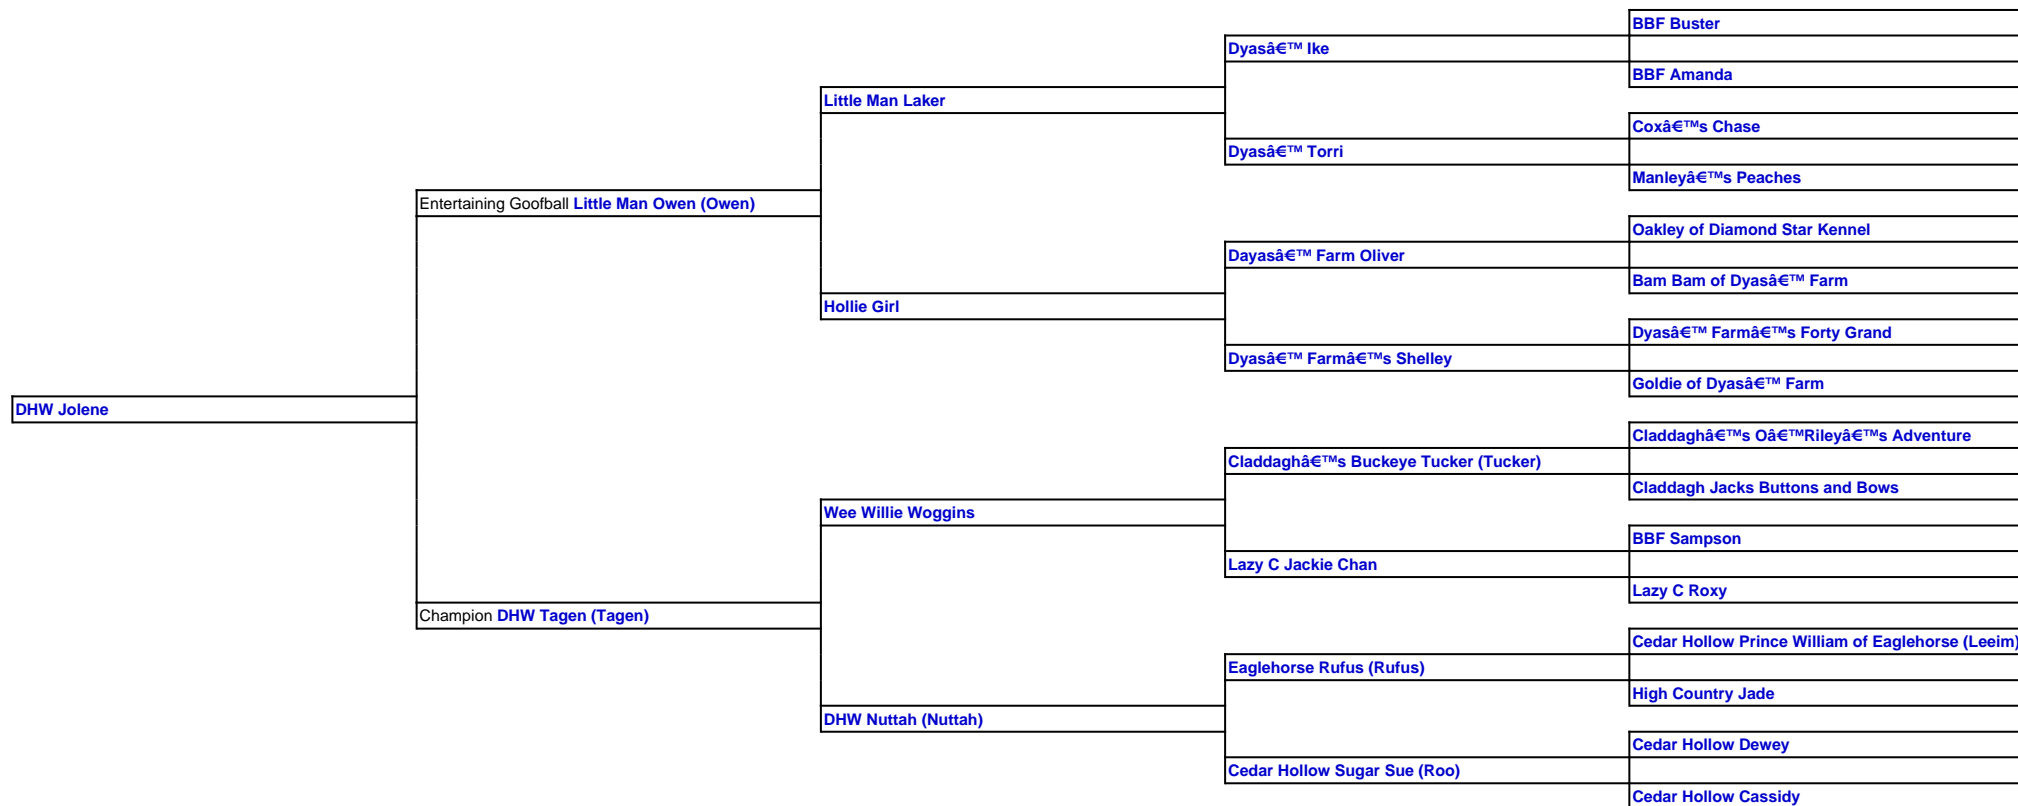 BBF Buster
Dyasâ€™ Ike
BBF Amanda
Little Man Laker
Coxâ€™s Chase
Dyasâ€™ Torri
Manleyâ€™s Peaches
Entertaining Goofball Little Man Owen (Owen)
Oakley of Diamond Star Kennel
Dayasâ€™ Farm Oliver
Bam Bam of Dyasâ€™ Farm
Hollie Girl
Dyasâ€™ Farmâ€™s Forty Grand
Dyasâ€™ Farmâ€™s Shelley
Goldie of Dyasâ€™ Farm
DHW Jolene
Claddaghâ€™s Oâ€™Rileyâ€™s Adventure
Claddaghâ€™s Buckeye Tucker (Tucker)
Claddagh Jacks Buttons and Bows
Wee Willie Woggins
BBF Sampson
Lazy C Jackie Chan
Lazy C Roxy
Champion DHW Tagen (Tagen)
Cedar Hollow Prince William of Eaglehorse (Leeim)
Eaglehorse Rufus (Rufus)
High Country Jade
DHW Nuttah (Nuttah)
Cedar Hollow Dewey
Cedar Hollow Sugar Sue (Roo)
Cedar Hollow Cassidy